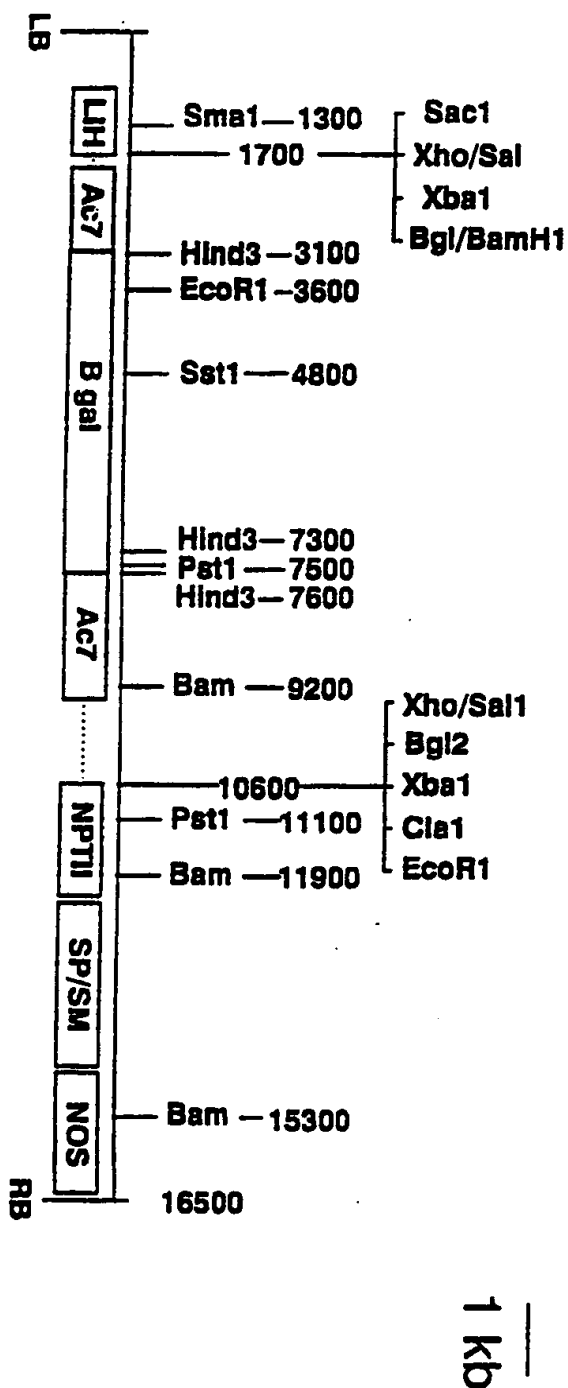 LB
LIH
Ac7
B gal
Ac7
NPTII
SP/SM
NOS
RB
Sma1—1300
1700
Sac1
Xho/Sal
Xba1
Bgl/BamH1
Hind3—3100
EcoR1—3600
Sst1—4800
Hind3—7300
Pst1—7500
Hind3—7600
Bam—9200
10600
Xho/Sal1
Bgl2
Xba1
Cla1
EcoR1
Pst1—11100
Bam—11900
Bam—15300
16500
1 kb